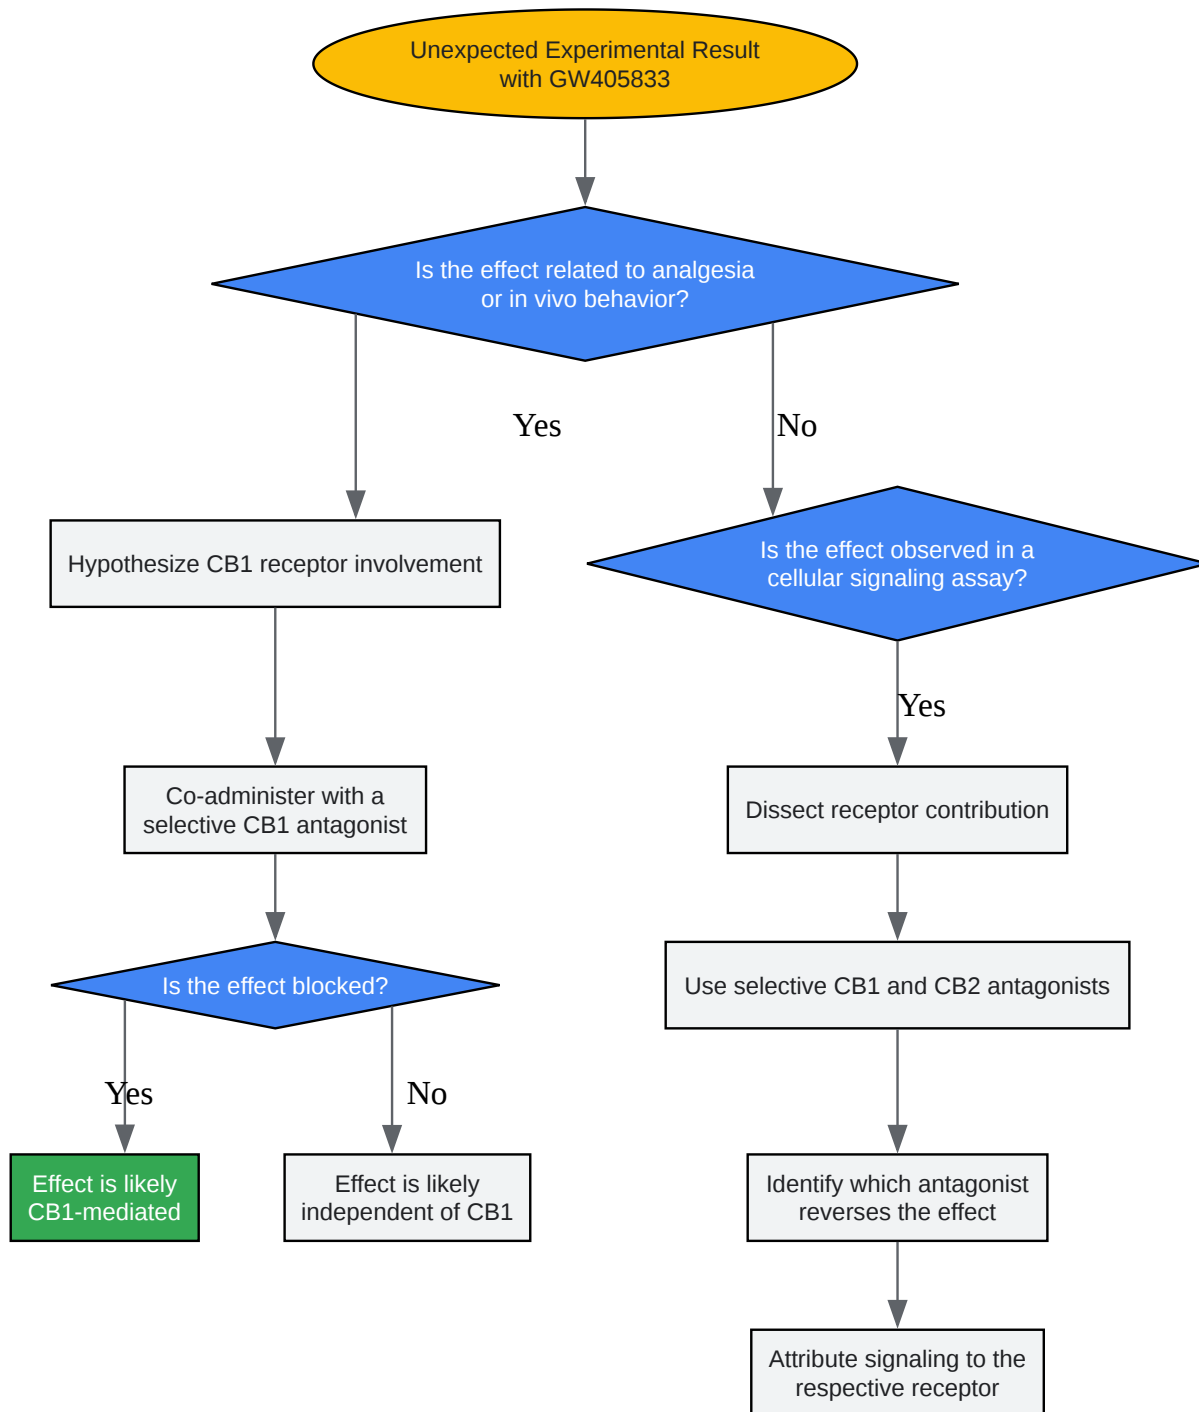 Unexpected Experimental Result
with GW405833
Is the effect related to analgesia
or in vivo behavior?
Yes
No
Hypothesize CB1 receptor involvement
Is the effect observed in a
cellular signaling assay?
Yes
Co-administer with a
selective CB1 antagonist
Dissect receptor contribution
Is the effect blocked?
Use selective CB1 and CB2 antagonists
Yes
No
Effect is likely
CB1-mediated
Effect is likely
independent of CB1
Identify which antagonist
reverses the effect
Attribute signaling to the
respective receptor